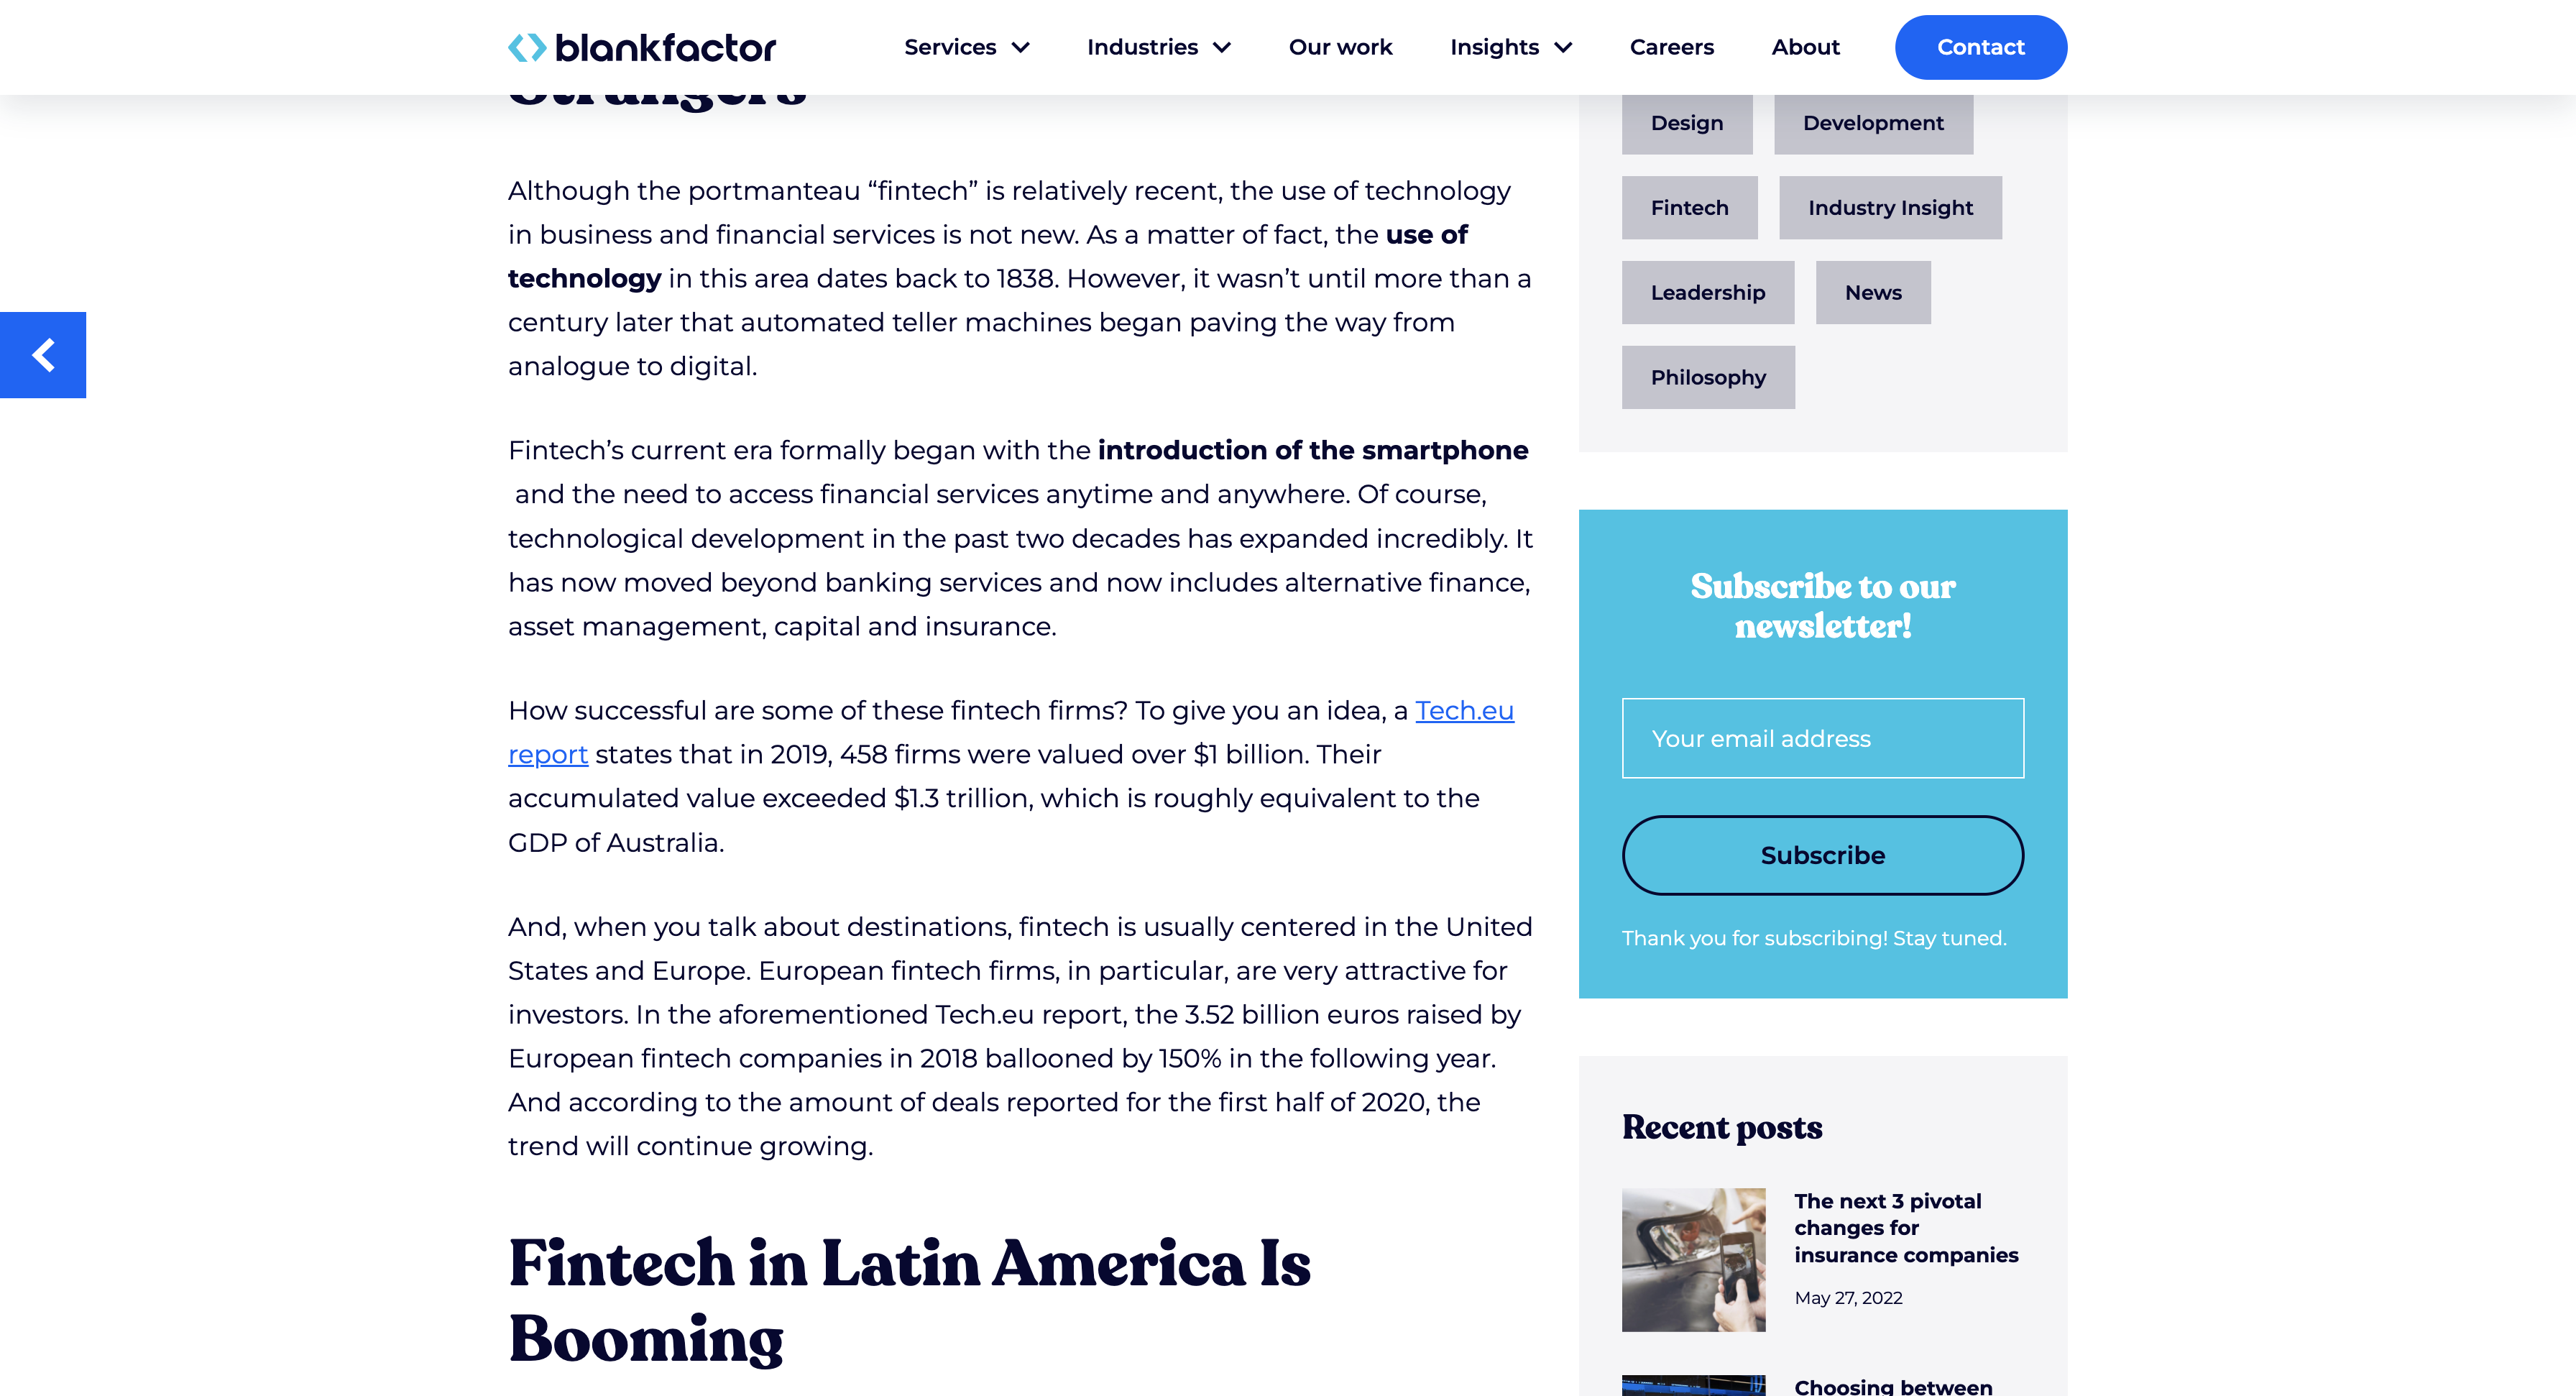 blankfactor
Services
Industries
Our work
Insights
Careers
About
Contact
Although the portmanteau “fintech” is relatively recent, the use of technology
in business and financial services is not new. As a matter of fact, the use of
technology in this area dates back to 1838. However, it wasn’t until more than a
century later that automated teller machines began paving the way from
analogue to digital.
Fintech’s current era formally began with the introduction of the smartphone
and the need to access financial services anytime and anywhere. Of course,
technological development in the past two decades has expanded incredibly. It
has now moved beyond banking services and now includes alternative finance,
asset management, capital and insurance.
How successful are some of these fintech firms? To give you an idea, a Tech.eu
report states that in 2019, 458 firms were valued over $1 billion. Their
accumulated value exceeded $1.3 trillion, which is roughly equivalent to the
GDP of Australia.
And, when you talk about destinations, fintech is usually centered in the United
States and Europe. European fintech firms, in particular, are very attractive for
investors. In the aforementioned Tech.eu report, the 3.52 billion euros raised by
European fintech companies in 2018 ballooned by 150% in the following year.
And according to the amount of deals reported for the first half of 2020, the
trend will continue growing.
Fintech in Latin America Is
Booming
Design
Development
Fintech
Industry Insight
Leadership
News
Philosophy
Subscribe to our
newsletter!
Your email address
Subscribe
Thank you for subscribing! Stay tuned.
Recent posts
The next 3 pivotal
changes for
insurance companies
May 27, 2022
Choosing between